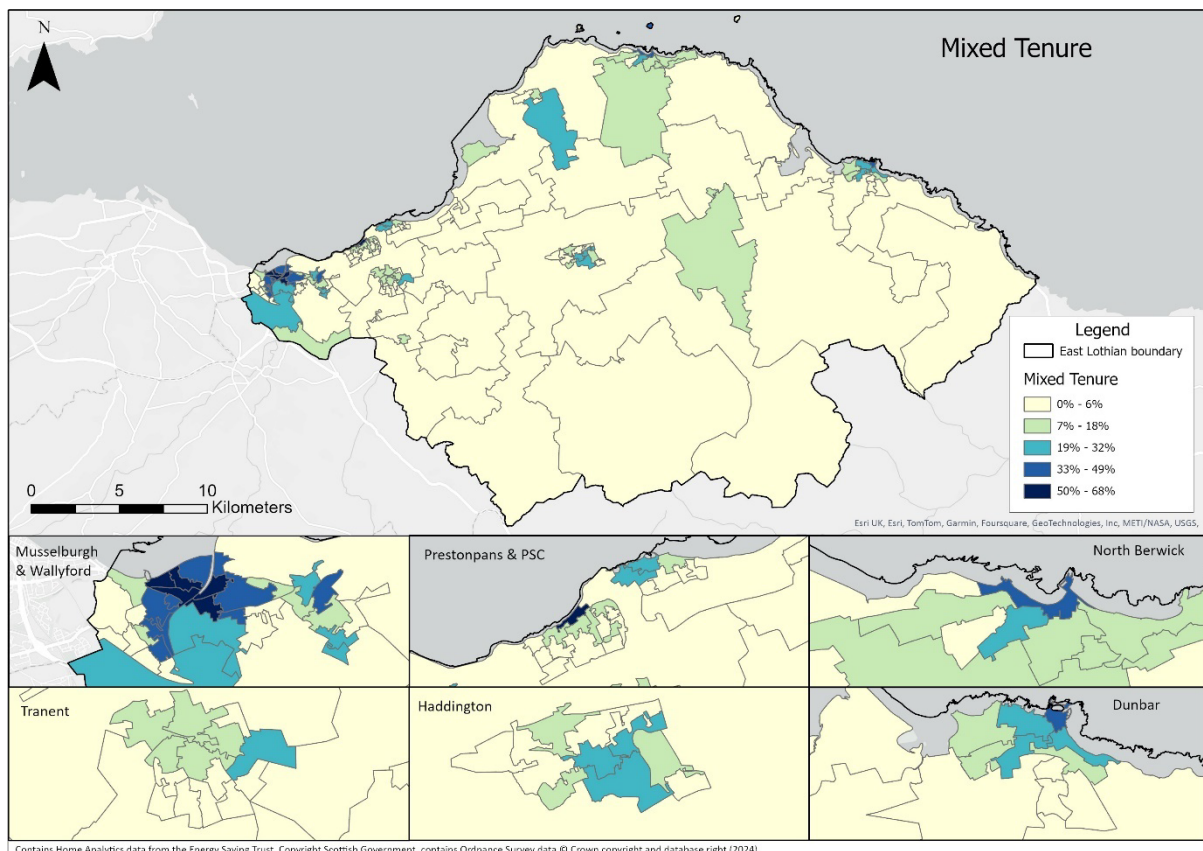 N
Mixed Tenure
Legend
East Lothian boundary
Mixed Tenure
0% - 6%
7% - 18%
19% - 32%
33% - 49%
50% - 68%
0 5 10
Kilometers
Esri UK, Esri, TomTom, Garmin, Foursquare, GeoTechnologies, Inc, METI/NASA, USGS,
Musselburgh
& Wallyford
Prestonpans & PSC
North Berwick
Tranent
Haddington
Dunbar
Contains Home Analytics data from the Energy Saving Trust. Copyright Scottish Government, contains Ordnance Survey data © Crown copyright and database right (2024)